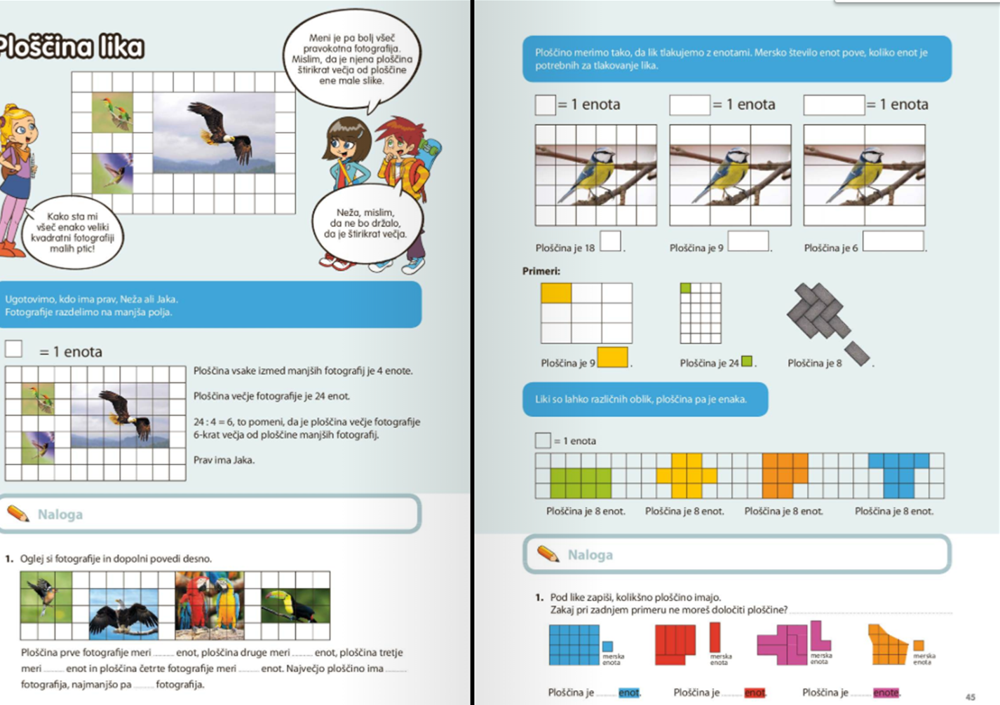 Ploščina lika
Meni je pa bolj všeč
pravokotna fotografija.
Mislim, da je njena ploščina
štirikrat večja od ploščine
ene male slike.
Kako sta mi
všeč enako veliki
kvadratni fotografiji
malih ptic!
Neža, mislim,
da ne bo držalo,
da je štirikrat večja.
Ugotovimo, kdo ima prav, Neža ali Jaka.
Fotografije razdelimo na manjša polja.
= 1 enota
Ploščina vsake izmed manjših fotografij je 4 enote.
Ploščina večje fotografije je 24 enot.
24 : 4 = 6, to pomeni, da je ploščina večje fotografije
6-krat večja od ploščine manjših fotografij.
Prav ima Jaka.
Naloga
1. Oglej si fotografije in dopolni povedi desno.
Ploščina prve fotografije meri ........ enot, ploščina druge meri ........ enot, ploščina tretje
meri ........ enot in ploščina četrte fotografije meri ........ enot. Največjo ploščino ima ........
fotografija, najmanjšo pa ........ fotografija.
Ploščino merimo tako, da lik tlakujemo z enotami. Mersko število enot pove, koliko enot je
potrebnih za tlakovanje lika.
= 1 enota = 1 enota = 1 enota
Ploščina je 18 . Ploščina je 9 . Ploščina je 6 .
Primeri:
Ploščina je 9 . Ploščina je 24 . Ploščina je 8 .
Liki so lahko različnih oblik, ploščina pa je enaka.
= 1 enota
Ploščina je 8 enot. Ploščina je 8 enot. Ploščina je 8 enot. Ploščina je 8 enot.
Naloga
1. Pod like zapiši, kolikšno ploščino imajo.
Zakaj pri zadnjem primeru ne moreš določiti ploščine? ........
merska enota merska enota merska enota merska enota
Ploščina je ........ enot. Ploščina je ........ enot. Ploščina je ........ enote.
45